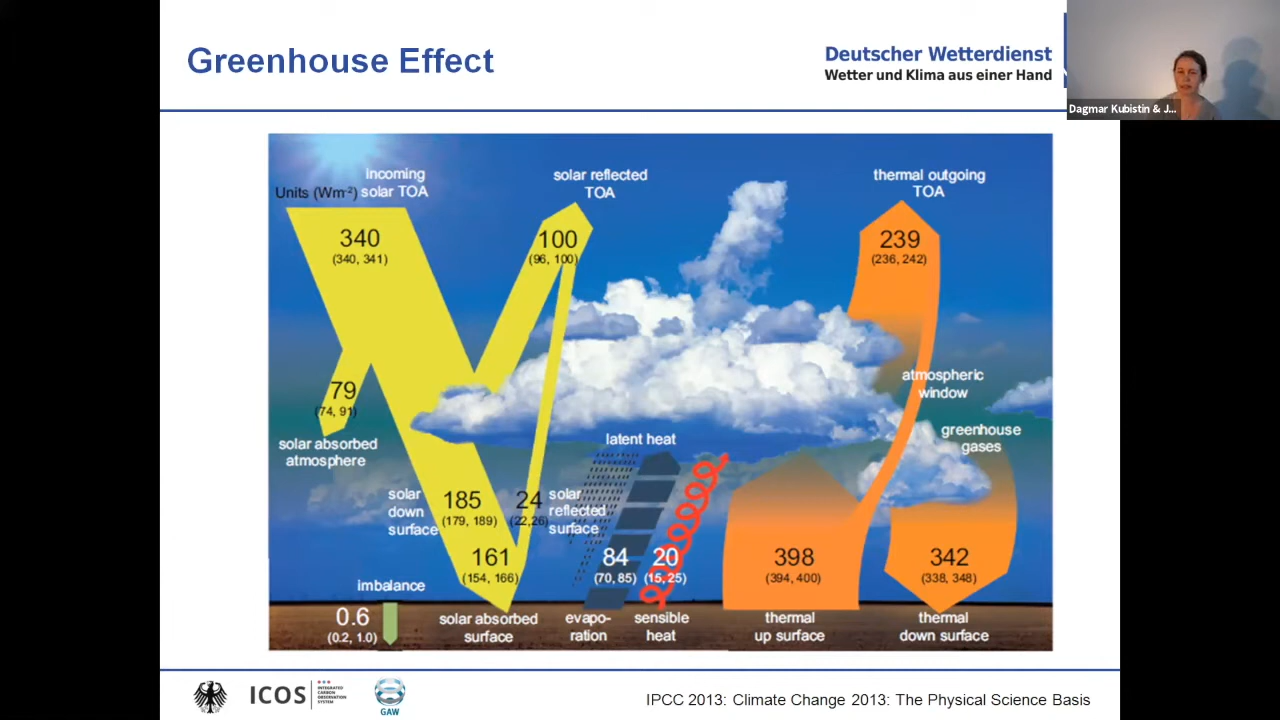 Greenhouse Effect
Deutscher Wetterdienst
Wetter und Klima aus einer Hand
Dagmar Kubistin & J...
Units (Wm-2)
incoming
solar TOA
340
(340, 341)
solar reflected
TOA
100
(96, 100)
thermal outgoing
TOA
239
(236, 242)
79
(74, 91)
solar absorbed
atmosphere
atmospheric
window
greenhouse
gases
latent heat
solar
down
surface
185
(179, 189)
24
(22,26)
solar
reflected
surface
161
(154, 166)
84
(70, 85)
20
(15, 25)
398
(394, 400)
342
(338, 348)
imbalance
0.6
(0.2, 1.0)
solar absorbed
surface
evapo-
ration
sensible
heat
thermal
up surface
thermal
down surface
ICOS
INTEGRATED
CARBON
OBSERVATION
SYSTEM
GAW
IPCC 2013: Climate Change 2013: The Physical Science Basis